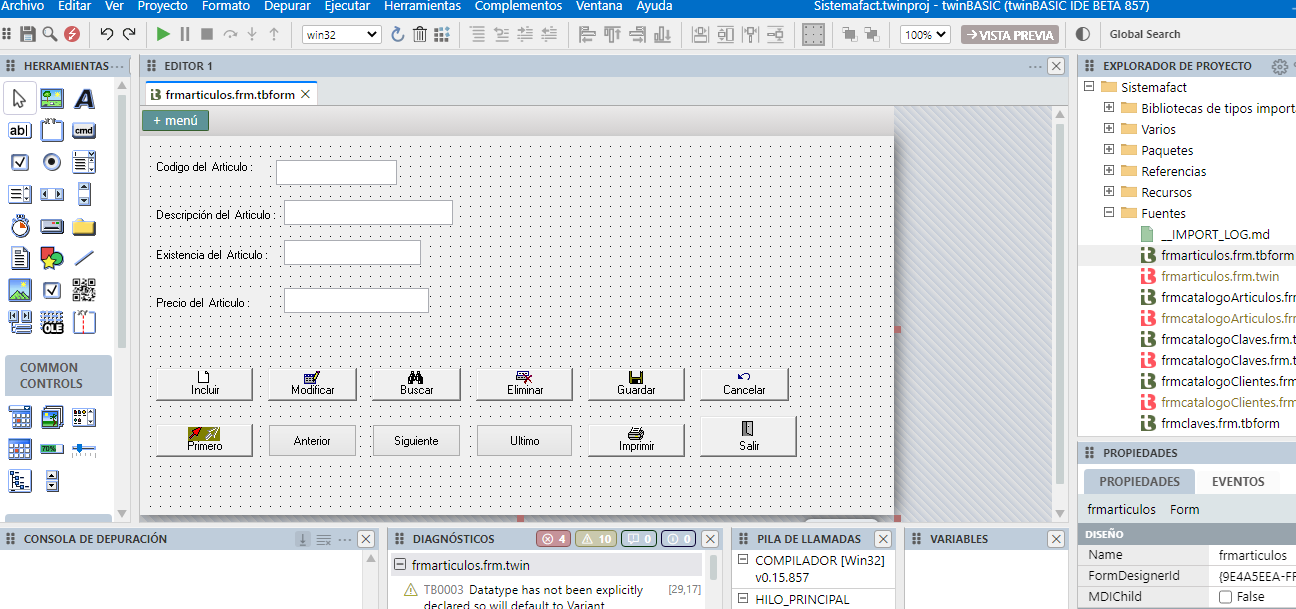 Archivo Editar Ver Proyecto Formato Depurar Ejecutar Herramientas Complementos Ventana Ayuda Sistemafact.twinproj - twinBASIC (twinBASIC IDE BETA 857)
win32 100% VISTA PREVIA Global Search
HERRAMIENTAS
EDITOR 1
EXPLORADOR DE PROYECTO
frmarticulos.frm.tbform
+ menú
Codigo del Articulo :
Descripción del Articulo :
Existencia del Articulo :
Precio del Articulo :
Incluir Modificar Buscar Eliminar Guardar Cancelar
Primero Anterior Siguiente Ultimo Imprimir Salir
A
ab|
cmd
OLE
COMMON
CONTROLS
70%
Sistemafact
Bibliotecas de tipos import
Varios
Paquetes
Referencias
Recursos
Fuentes
__IMPORT_LOG.md
frmarticulos.frm.tbform
frmarticulos.frm.twin
frmcatalogoArticulos.fr
frmcatalogoArticulos.fr
frmcatalogoClaves.frm.t
frmcatalogoClaves.frm.t
frmcatalogoClientes.frm
frmcatalogoClientes.frm
frmclaves.frm.tbform
PROPIEDADES
PROPIEDADES EVENTOS
frmarticulos Form
DISEÑO
Name frmarticulos
FormDesignerId {9E4A5EEA-FF
MDIChild False
CONSOLA DE DEPURACIÓN
DIAGNÓSTICOS 4 10 0 0
frmarticulos.frm.twin
TB0003 Datatype has not been explicitly [29,17]
declared so will default to Variant
PILA DE LLAMADAS
COMPILADOR [Win32]
v0.15.857
HILO_PRINCIPAL
VARIABLES